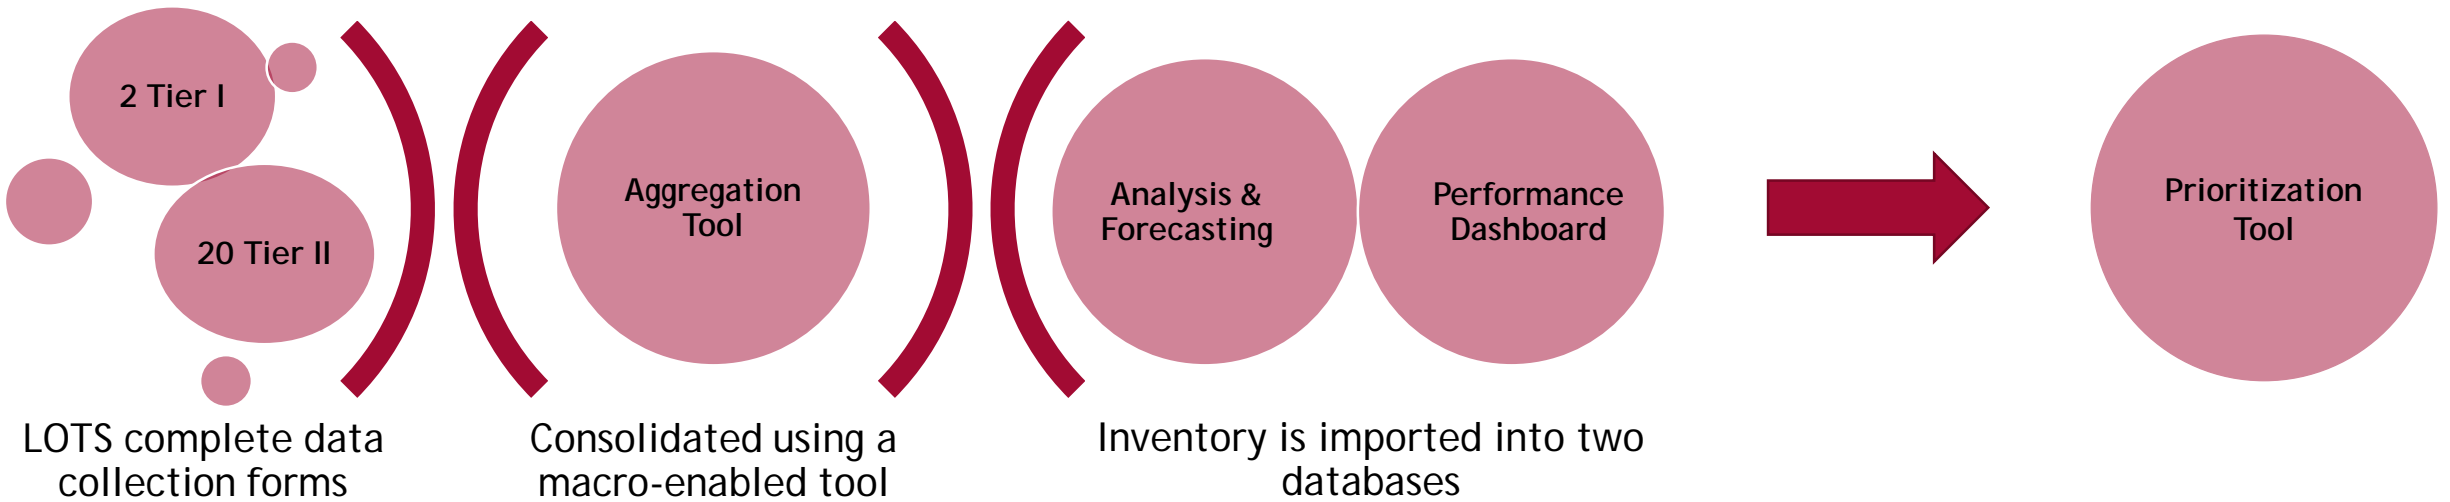 2 Tier I
20 Tier II
LOTS complete data
collection forms
Aggregation
Tool
Consolidated using a
macro-enabled tool
Analysis &
Forecasting
Performance
Dashboard
Inventory is imported into two
databases
Prioritization
Tool